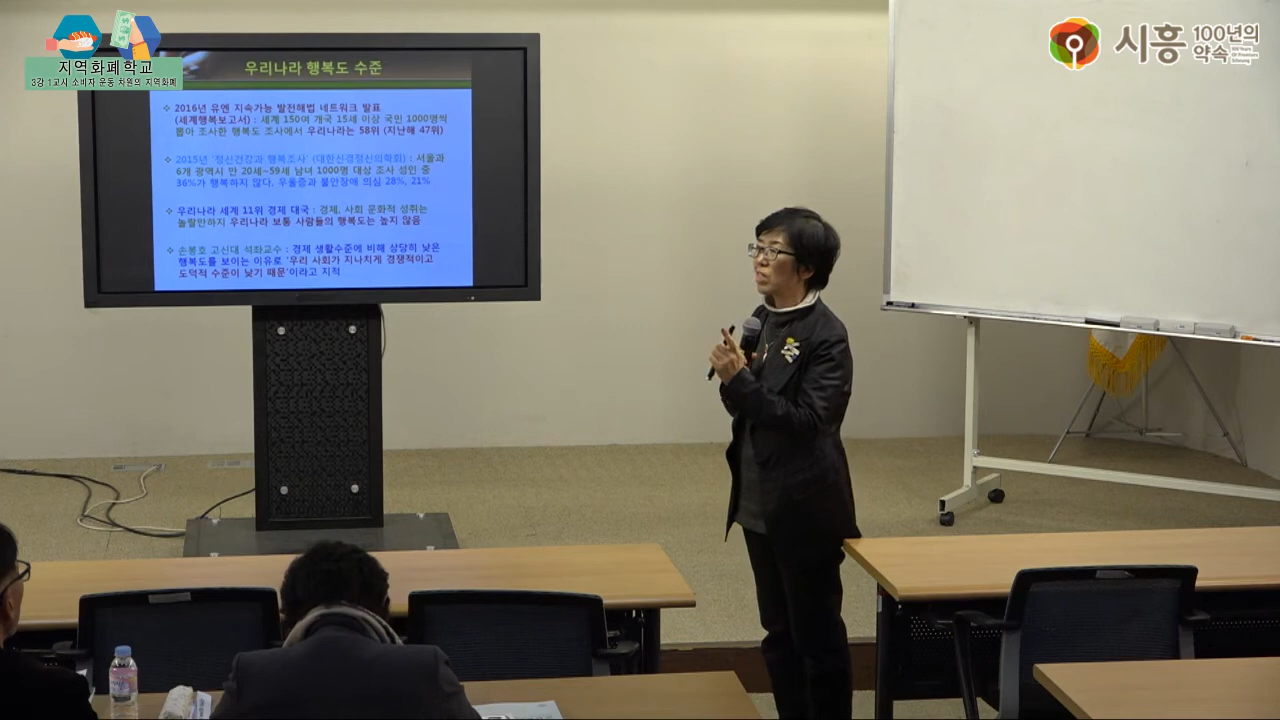 지역화폐학교
3강 1교시 소비자 운동 차원의 지역화폐
시흥 100년의 약속
우리나라 행복도 수준
❖ 2016년 유엔 지속가능 발전해법 네트워크 발표
(세계행복보고서) : 세계 150여 개국 15세 이상 국민 1000명씩
뽑아 조사한 행복도 조사에서 우리나라는 58위 (지난해 47위)
❖ 2015년 '정신건강과 행복조사' (대한신경정신의학회) : 서울과
6개 광역시 만 20세~59세 남녀 1000명 대상 조사 성인 중
36%가 행복하지 않다, 우울증과 불안장애 의심 28%, 21%
❖ 우리나라 세계 11위 경제 대국 : 경제, 사회 문화적 성취는
놀랄만하지 우리나라 보통 사람들의 행복도는 높지 않음
❖ 손봉호 고신대 석좌교수 : 경제 생활수준에 비해 상당히 낮은
행복도를 보이는 이유로 '우리 사회가 지나치게 경쟁적이고
도덕적 수준이 낮기 때문'이라고 지적